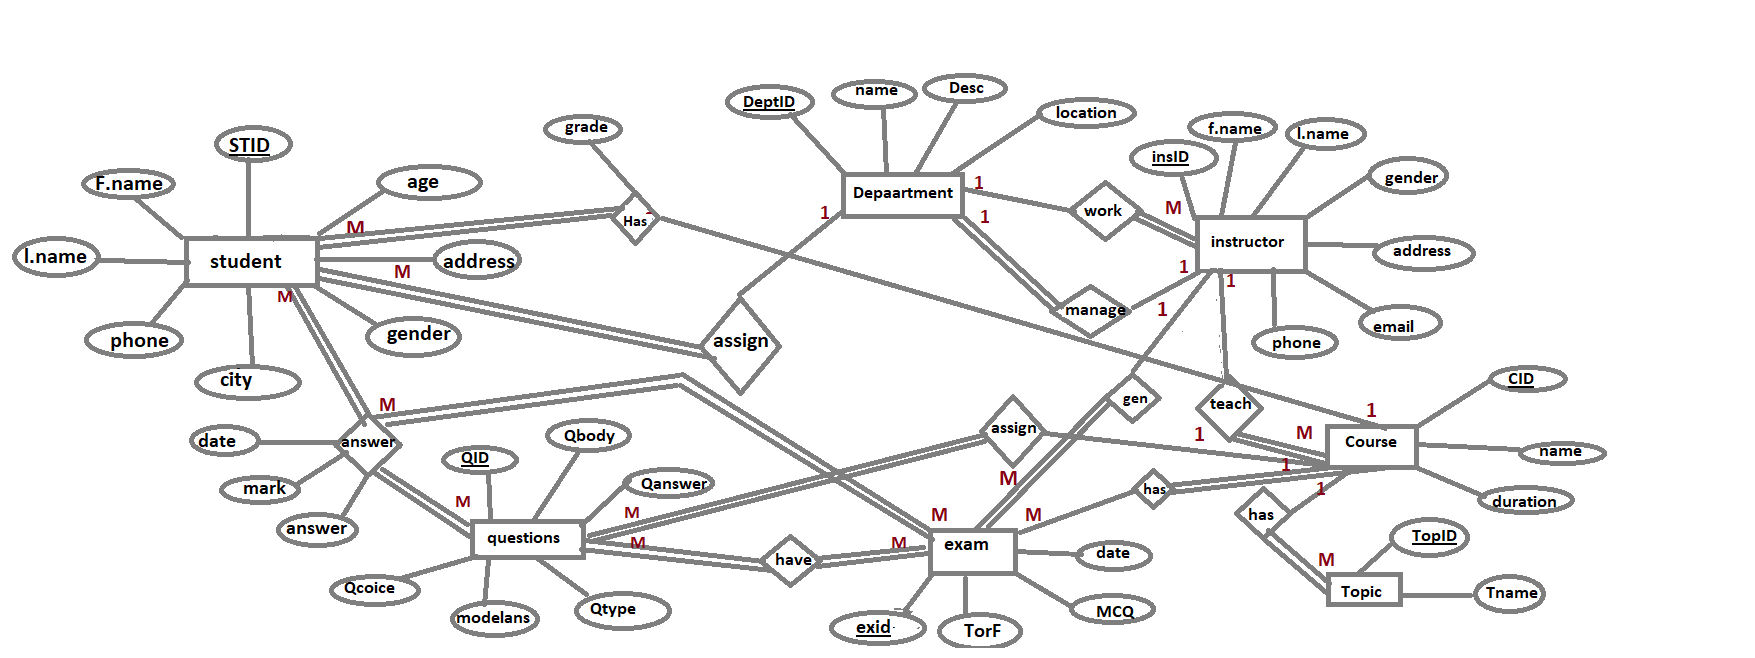 DeptID
name
Desc
location
grade
STID
F.name
age
l.name
student
address
phone
city
gender
M
M
M
Has
1
Depaartment
1
1
1
work
M
insID
f.name
l.name
gender
instructor
address
email
phone
1
1
manage
1
assign
gen
teach
1
M
1
CID
Course
name
duration
M
answer
date
mark
answer
M
QID
Qbody
Qanswer
questions
Qcoice
modelans
Qtype
M
M
assign
1
M
have
M
M
M
exam
date
MCQ
TorF
exid
has
1
has
M
TopID
Topic
Tname